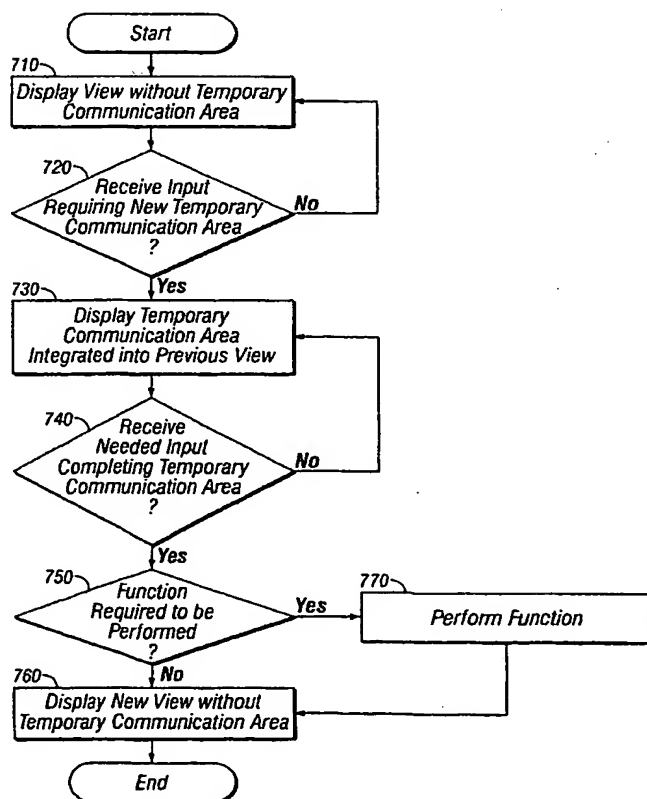 Start
710
Display View without Temporary
Communication Area
720
Receive Input
Requiring New Temporary
Communication Area
?
No
Yes
730
Display Temporary
Communication Area
Integrated into Previous View
740
Receive
Needed Input
Completing Temporary
Communication Area
?
No
Yes
750
Function
Required to be
Performed
?
Yes
770
Perform Function
No
760
Display New View without
Temporary Communication Area
End